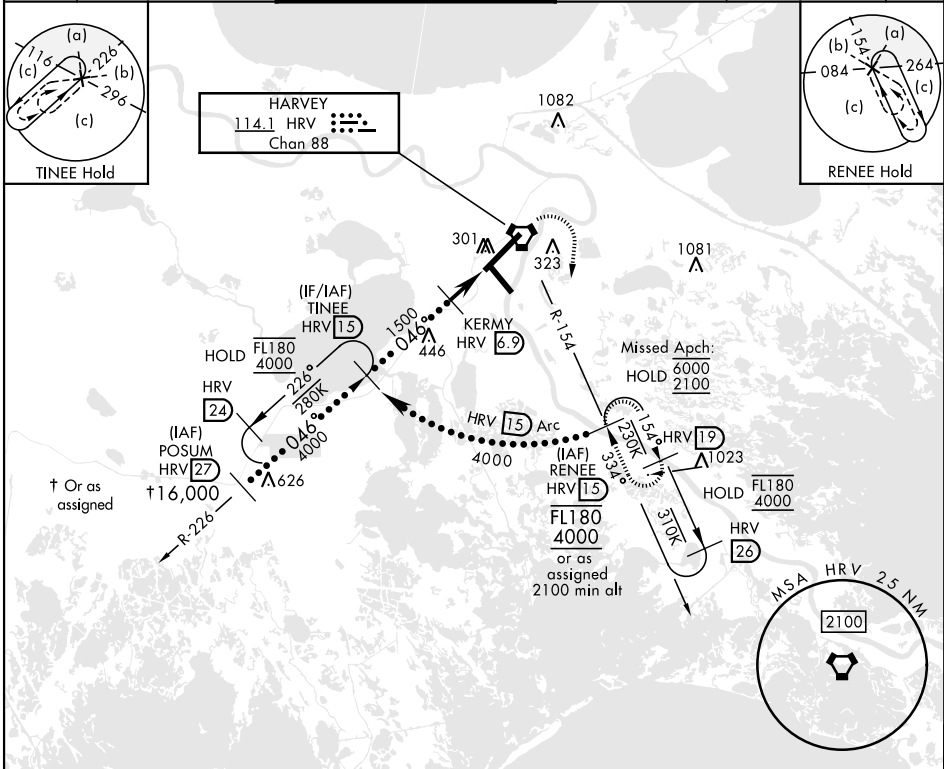 (a)
116
226
(c)
(b)
296
(c)
TINEE Hold
HARVEY
114.1 HRV
Chan 88
1082
(a)
154
(b)
264
084
(c)
(c)
RENEE Hold
301
323
1081
(IF/IAF)
TINEE
HRV 15
1500
046°
446
KERMY
HRV 6.9
R-154
HOLD FL180
4000
226°
280K
HRV
24
046°
4000
(IAF)
POSUM
HRV 27
†16,000
626
† Or as
assigned
R-226
HRV 15 Arc
4000
Missed Apch:
HOLD 6000
2100
154°
230K
334°
HRV 19
1023
(IAF)
RENEE
HRV 15
FL180
4000
or as
assigned
2100 min alt
310K
HOLD FL180
4000
HRV
26
MSA HRV 25 NM
2100